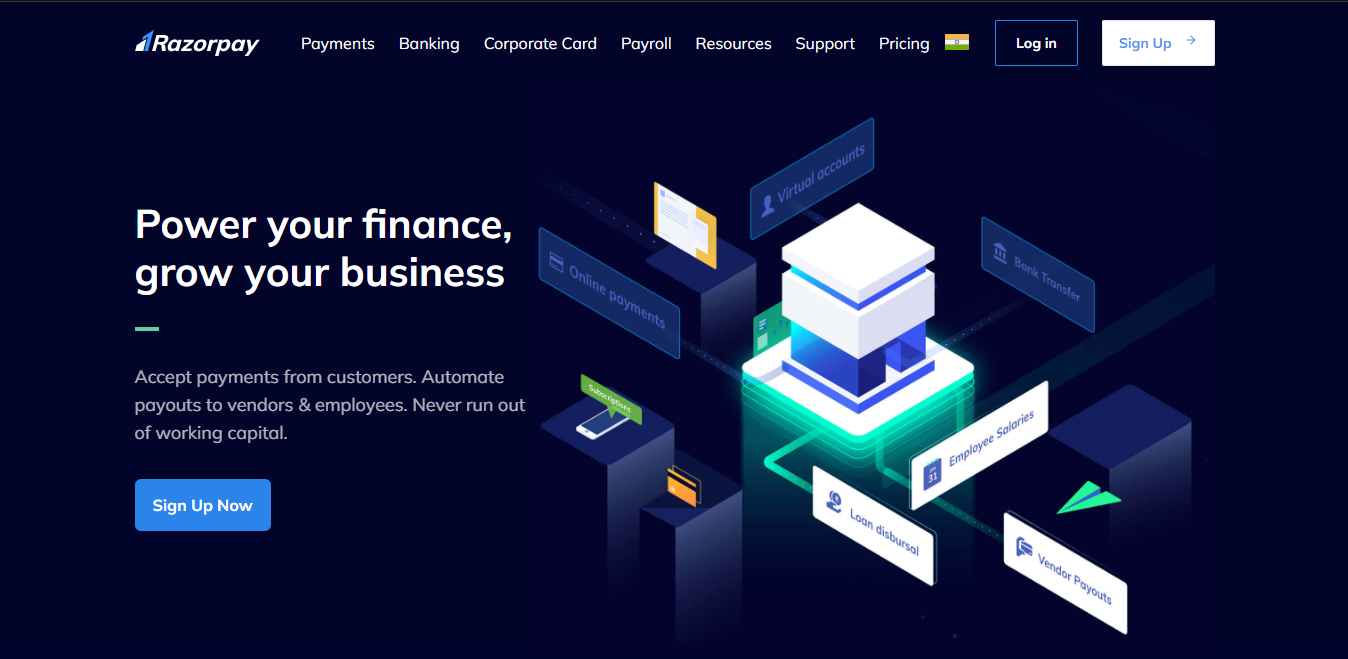 Razorpay
Payments
Banking
Corporate Card
Payroll
Resources
Support
Pricing
Log in
Sign Up
Virtual accounts
Power your finance,
grow your business
Online payments
Bank Transfer
Accept payments from customers. Automate
payouts to vendors & employees. Never run out
of working capital.
Subscriptions
Employee Salaries
31
Loan disbursal
Vendor Payouts
Sign Up Now